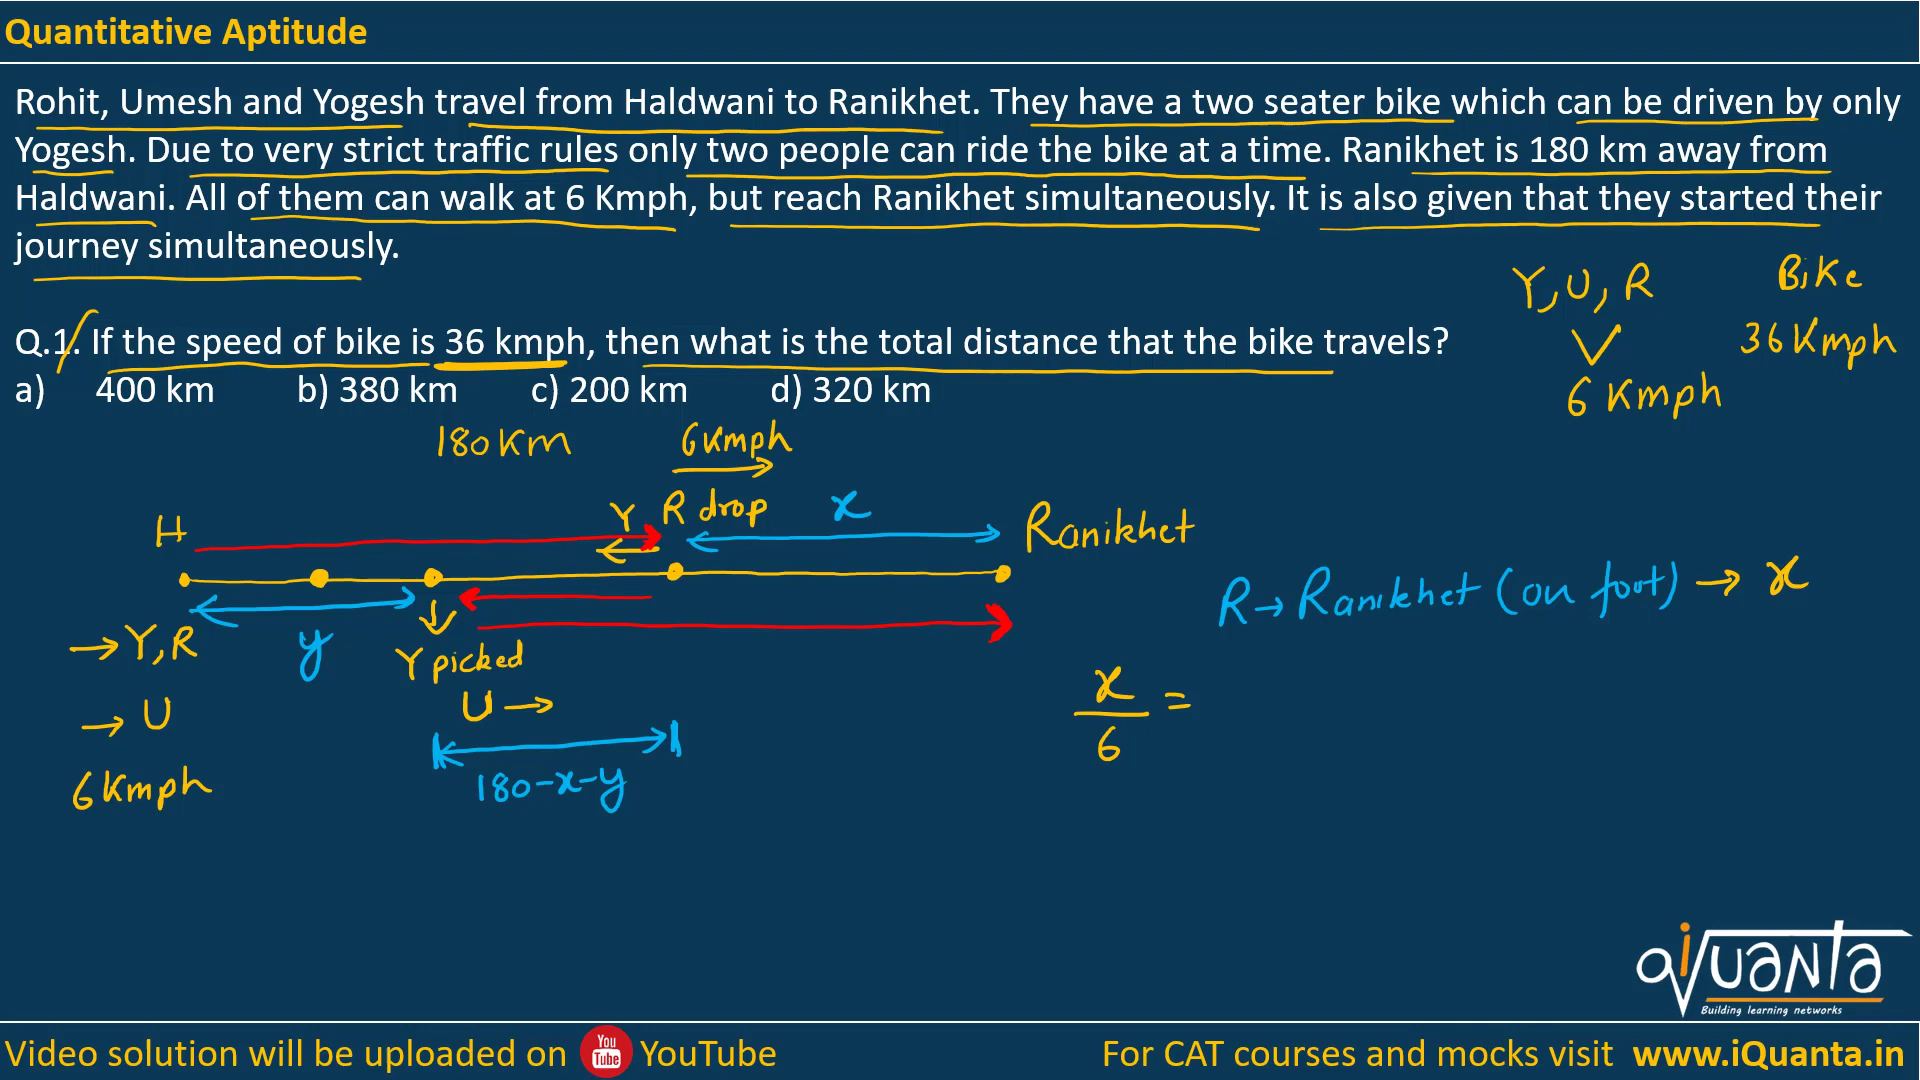 Quantitative Aptitude
Rohit, Umesh and Yogesh travel from Haldwani to Ranikhet. They have a two seater bike which can be driven by only
Yogesh. Due to very strict traffic rules only two people can ride the bike at a time. Ranikhet is 180 km away from
Haldwani. All of them can walk at 6 Kmph, but reach Ranikhet simultaneously. It is also given that they started their
journey simultaneously.
Y, U, R
Bike
Q.1. If the speed of bike is 36 kmph, then what is the total distance that the bike travels?
36 Kmph
a) 400 km b) 380 km c) 200 km d) 320 km
6 Kmph
180 Km
6 Kmph
H
Y
R drop
x
Ranikhet
R → Ranikhet (on foot) → x
→ Y, R
y
Y picked
U →
→ U
x/6 =
6 Kmph
180-x-y
iQuanta
Building learning networks
Video solution will be uploaded on You Tube YouTube
For CAT courses and mocks visit www.iQuanta.in